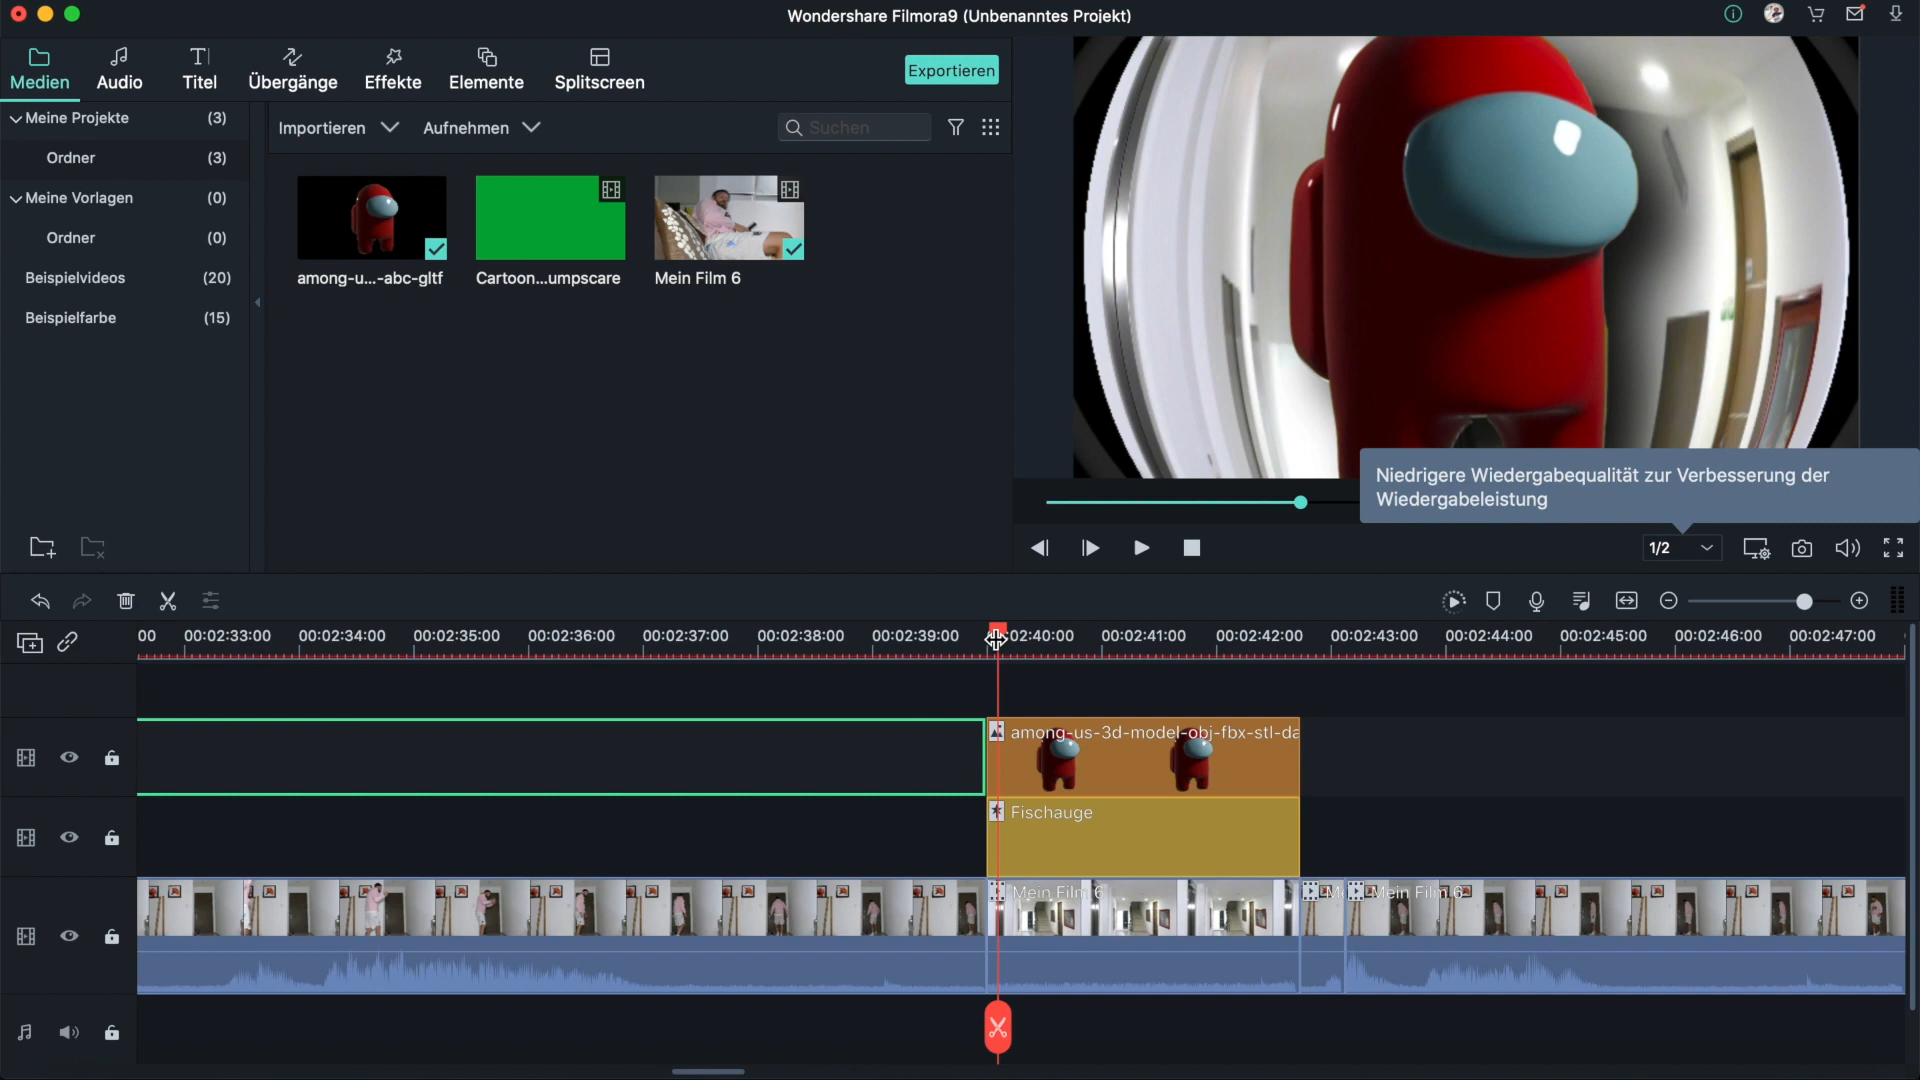 Wondershare Filmora9 (Unbenanntes Projekt)
Medien
Audio
Titel
Übergänge
Effekte
Elemente
Splitscreen
Exportieren
Meine Projekte (3)
Ordner (3)
Meine Vorlagen (0)
Ordner (0)
Beispielvideos (20)
Beispielfarbe (15)
Importieren
Aufnehmen
Suchen
among-u...-abc-gltf
Cartoon...umpscare
Mein Film 6
Niedrigere Wiedergabequalität zur Verbesserung der
Wiedergabeleistung
1/2
00 00:02:33:00 00:02:34:00 00:02:35:00 00:02:36:00 00:02:37:00 00:02:38:00 00:02:39:00 :02:40:00 00:02:41:00 00:02:42:00 00:02:43:00 00:02:44:00 00:02:45:00 00:02:46:00 00:02:47:00
among-us-3d-model-obj-fbx-stl-da
Fischauge
Mein Film 6
Mein Film 6